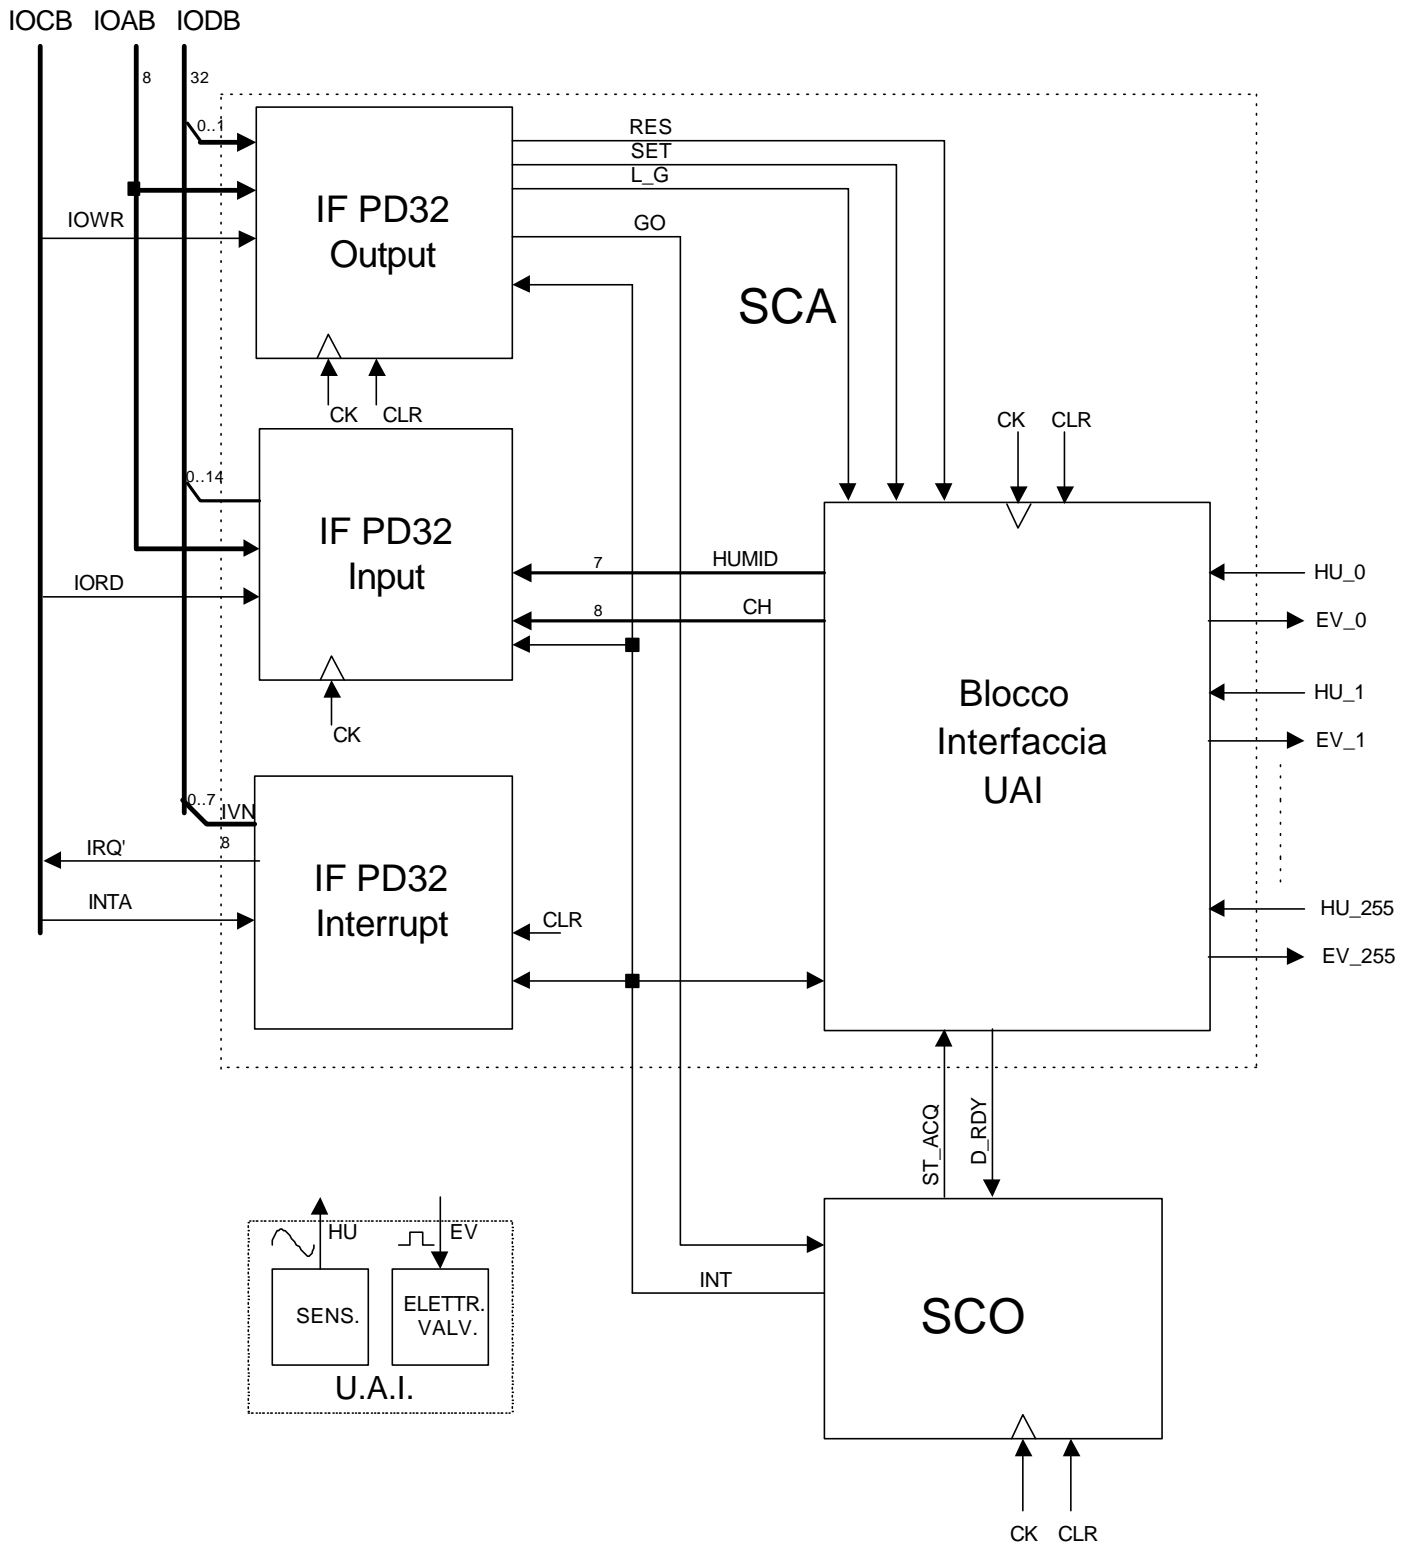 IOCB IOAB IODB
8 32
0..1
RES
SET
L_G
IOWR
GO
IF PD32
Output
SCA
CK CLR
CK CLR
0..14
IF PD32
Input
7 HUMID
8 CH
IORD
CK
HU_0
EV_0
HU_1
EV_1
Blocco
Interfaccia
UAI
0..7 IVN
8
IRQ'
INTA
IF PD32
Interrupt
CLR
HU_255
EV_255
ST_ACQ
D_RDY
HU EV
SENS.
ELETTR.
VALV.
U.A.I.
INT
SCO
CK CLR